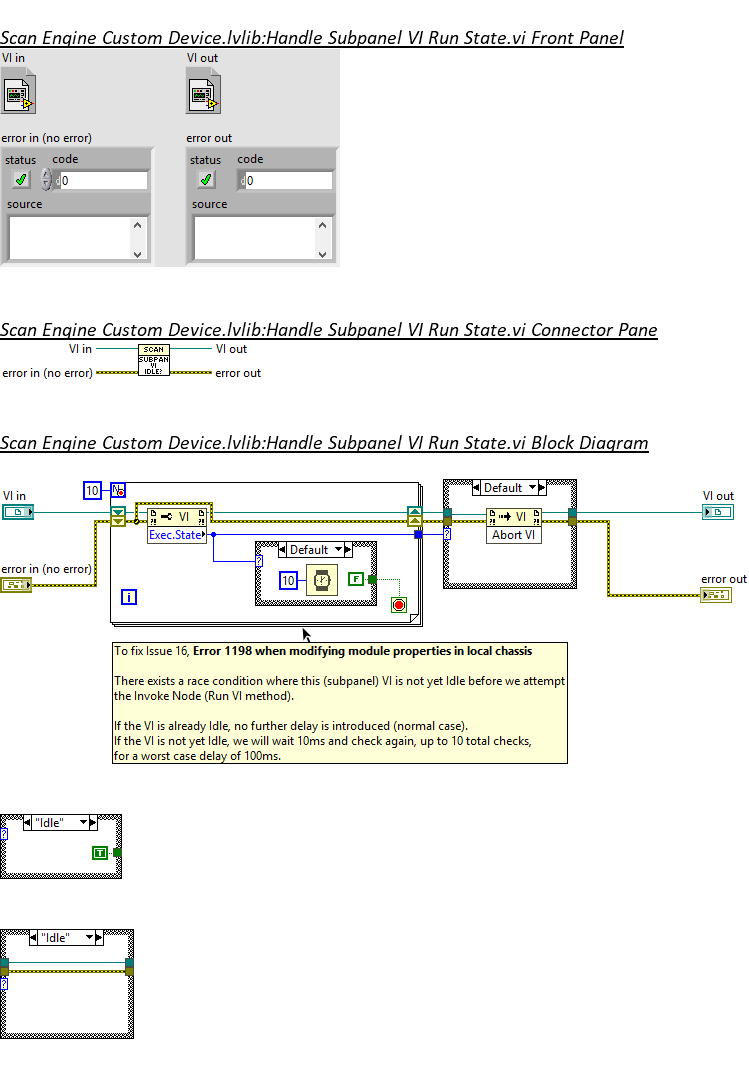 Scan Engine Custom Device.lvlib:Handle Subpanel VI Run State.vi Front Panel
VI in
VI out
error in (no error)
error out
status
code
status
code
0
0
source
source
Scan Engine Custom Device.lvlib:Handle Subpanel VI Run State.vi Connector Pane
VI in
SCAN
SUBPAN
VI
IDLE?
VI out
error in (no error)
error out
Scan Engine Custom Device.lvlib:Handle Subpanel VI Run State.vi Block Diagram
VI in
10
N
VI
Exec.State
Default
10
F
i
error in (no error)
Default
VI
Abort VI
VI out
error out
To fix Issue 16, Error 1198 when modifying module properties in local chassis
There exists a race condition where this (subpanel) VI is not yet Idle before we attempt
the Invoke Node (Run VI method).
If the VI is already Idle, no further delay is introduced (normal case).
If the VI is not yet Idle, we will wait 10ms and check again, up to 10 total checks,
for a worst case delay of 100ms.
"Idle"
?
T
"Idle"
?